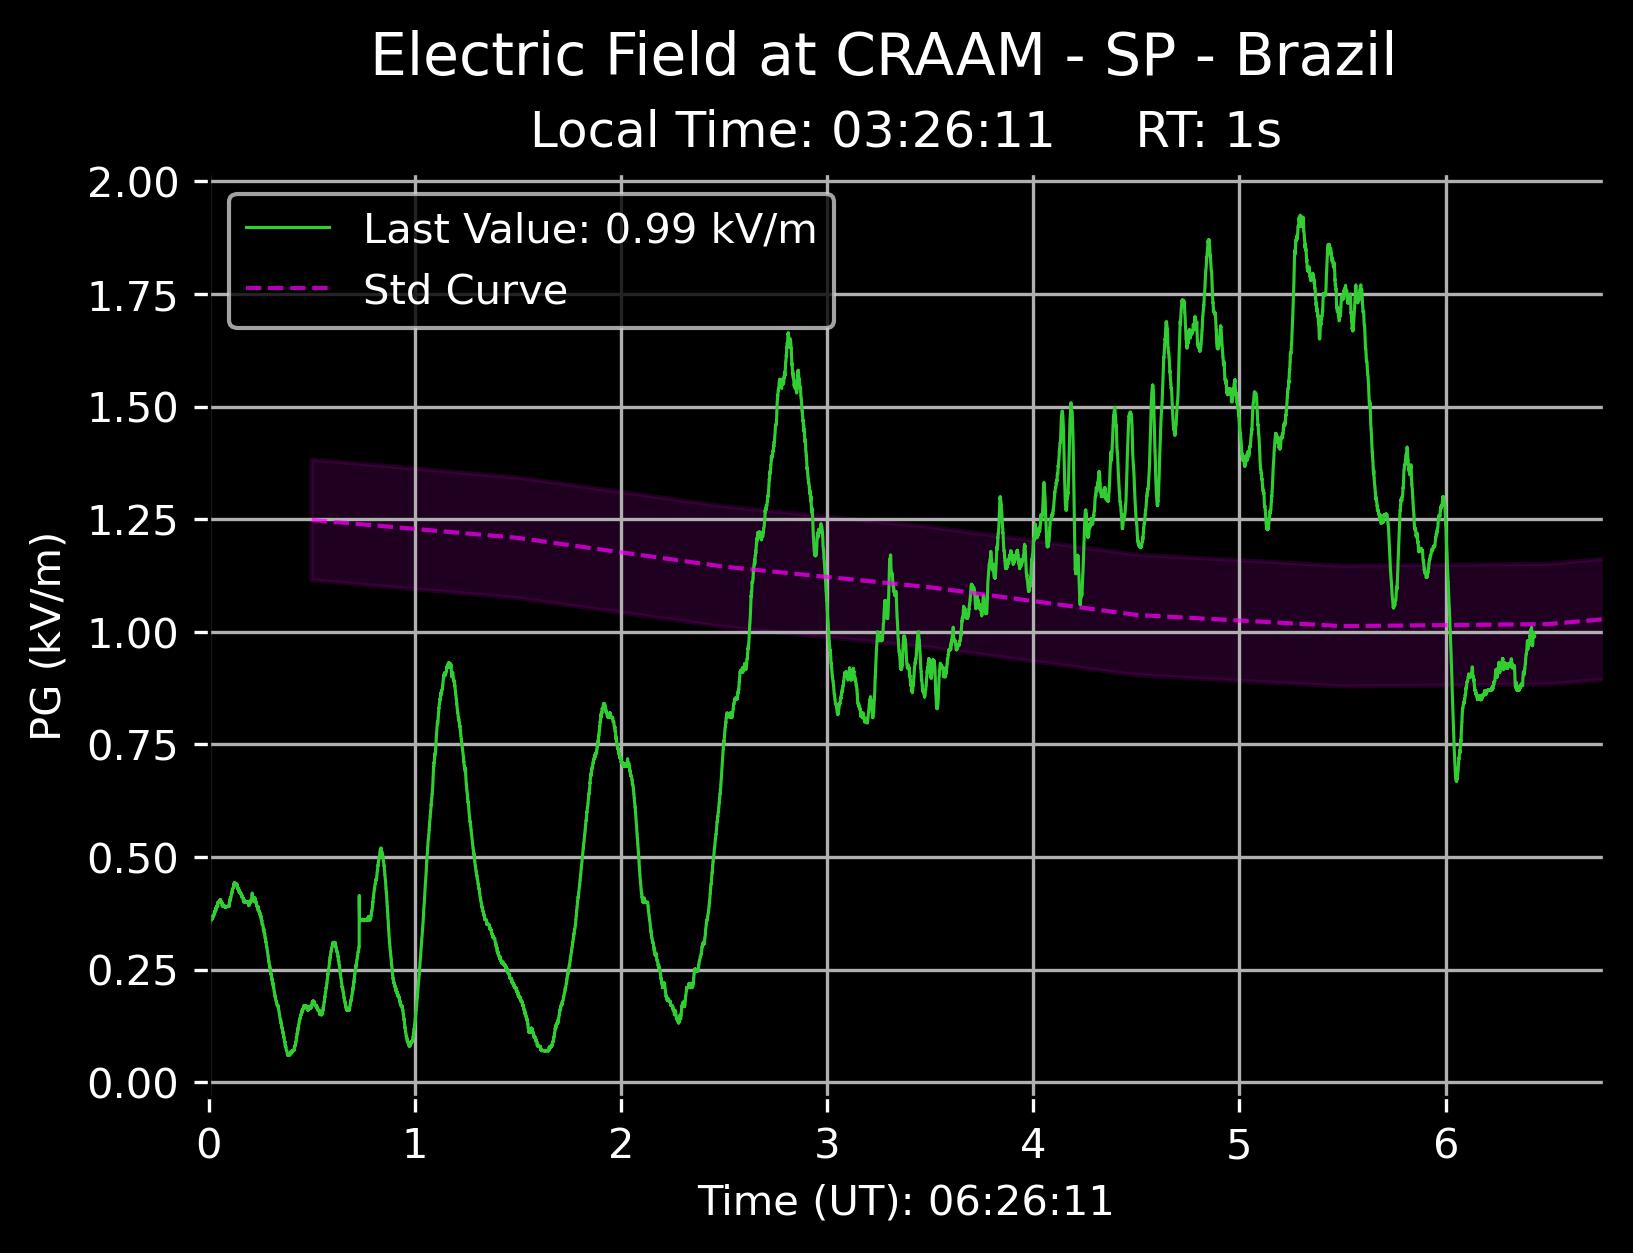 Electric Field at CRAAM - SP - Brazil
Local Time: 03:26:11 RT: 1s
Last Value: 0.99 kV/m
Std Curve
PG (kV/m)
2.00
1.75
1.50
1.25
1.00
0.75
0.50
0.25
0.00
0 1 2 3 4 5 6
Time (UT): 06:26:11